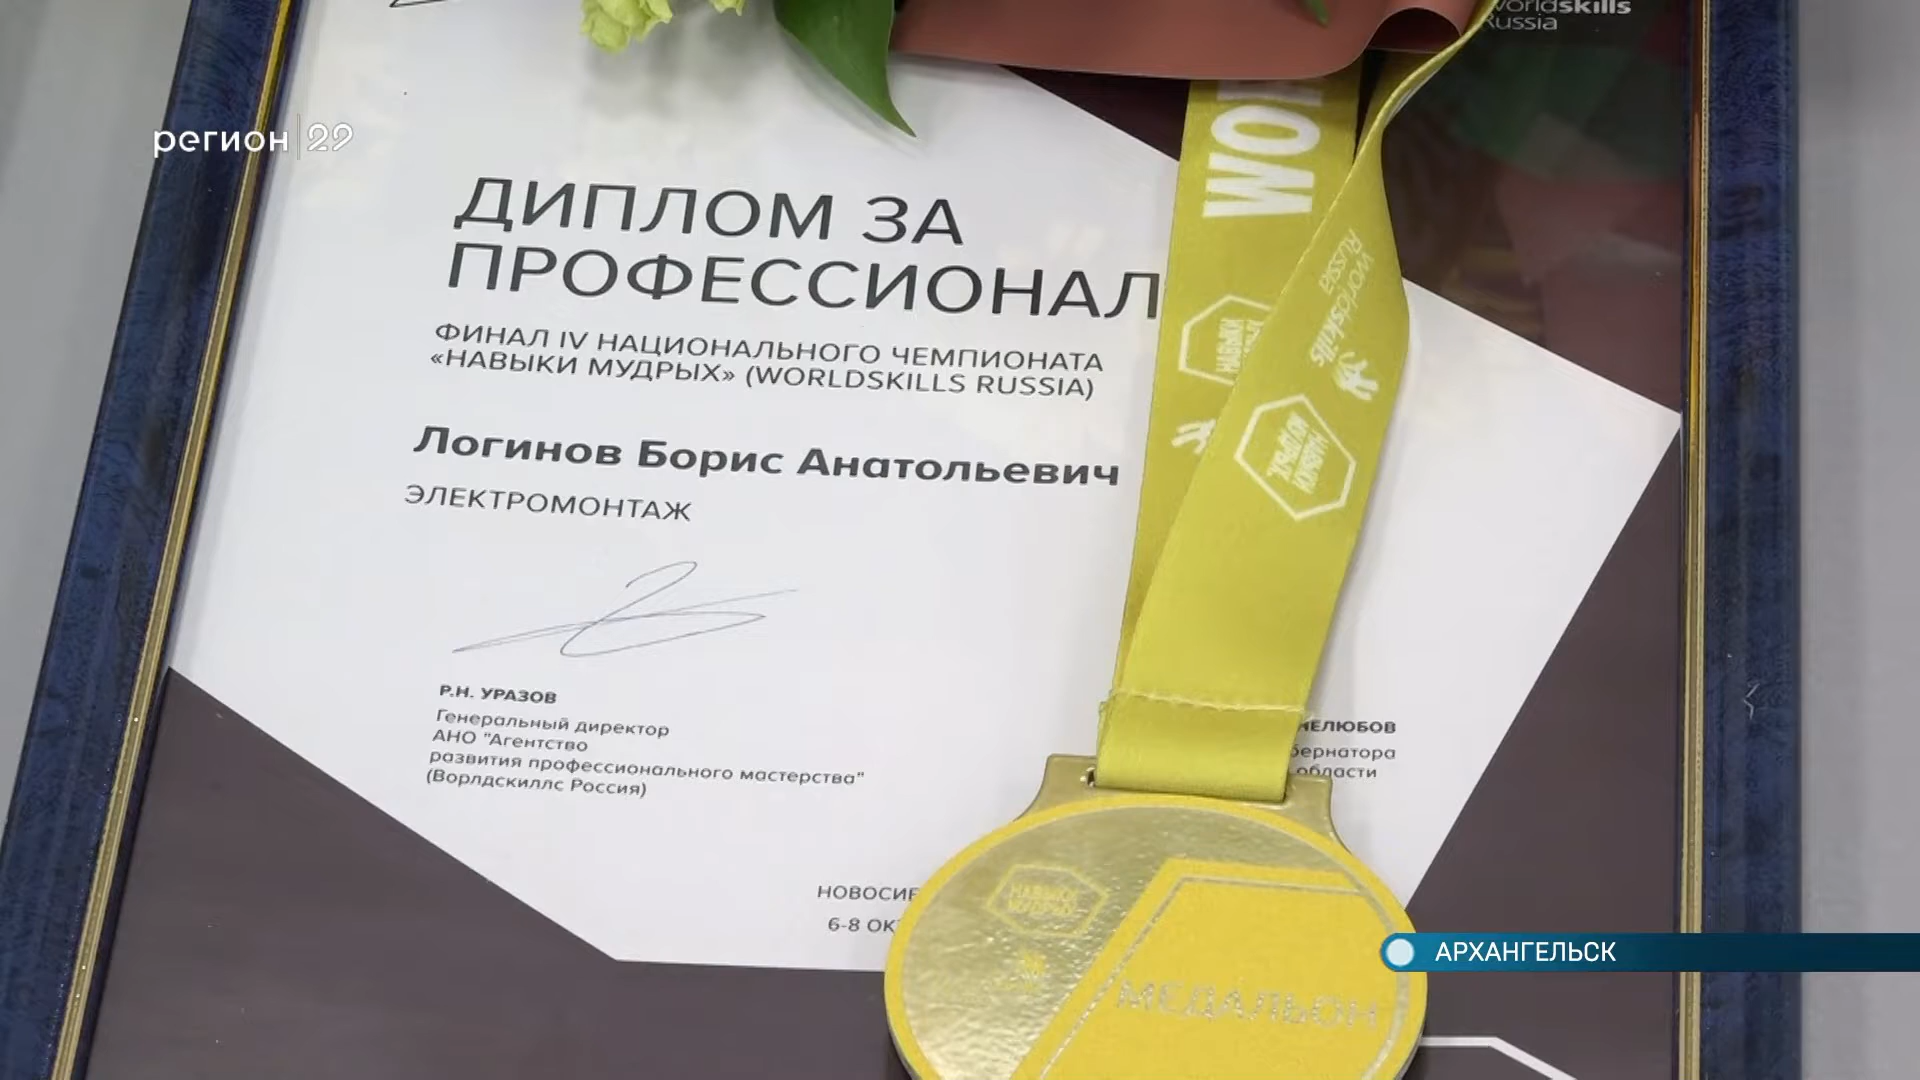 worldskills
Russia
регион|29
ДИПЛОМ ЗА
ПРОФЕССИОНАЛ
ФИНАЛ IV НАЦИОНАЛЬНОГО ЧЕМПИОНАТА
«НАВЫКИ МУДРЫХ» (WORLDSKILLS RUSSIA)
Логинов Борис Анатольевич
ЭЛЕКТРОМОНТАЖ
Р.Н. УРАЗОВ
Генеральный директор
АНО "Агентство
развития профессионального мастерства"
(Ворлдскиллс Россия)
НЕЛЮБОВ
бернатора
области
НОВОСИБ
6-8 ОК
WOR
worldskills
Russia
НАВЫКИ
НАВЫКИ
МУДРЫХ
НАВЫКИ
МУДРЫХ
МЕДАЛЬОН
АРХАНГЕЛЬСК